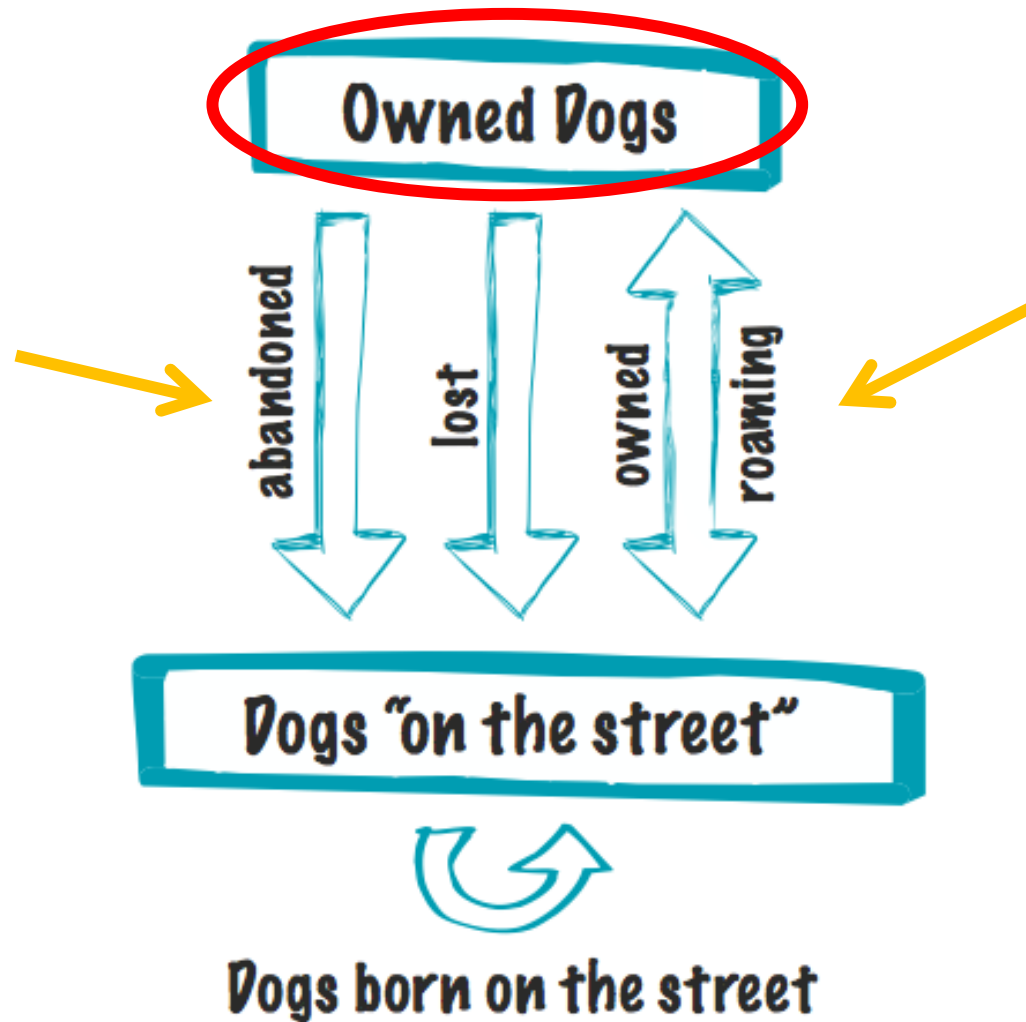 Owned Dogs
abandoned
lost
owned
roaming
Dogs “on the street”
Dogs born on the street